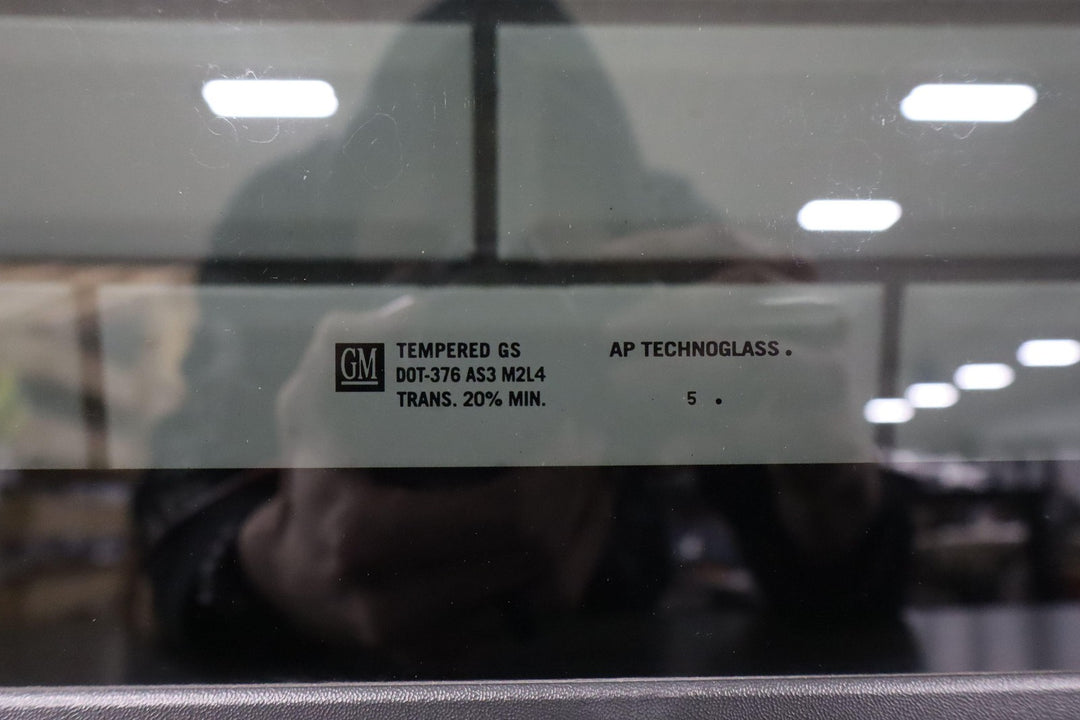 GM
TEMPERED GS
DOT-376 AS3 M2L4
TRANS. 20% MIN.
AP TECHNOGLASS.
5 .